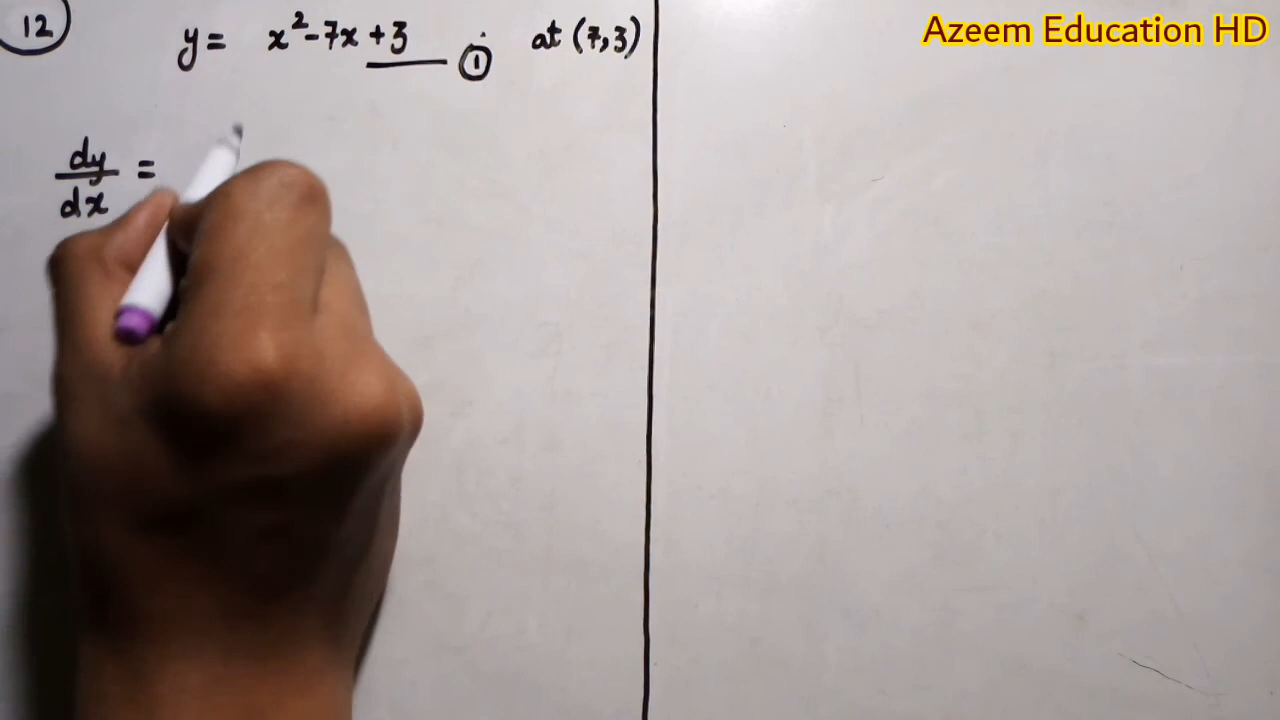 12 y = x²-7x+3 ① at (7,3)
dy/dx =
Azeem Education HD